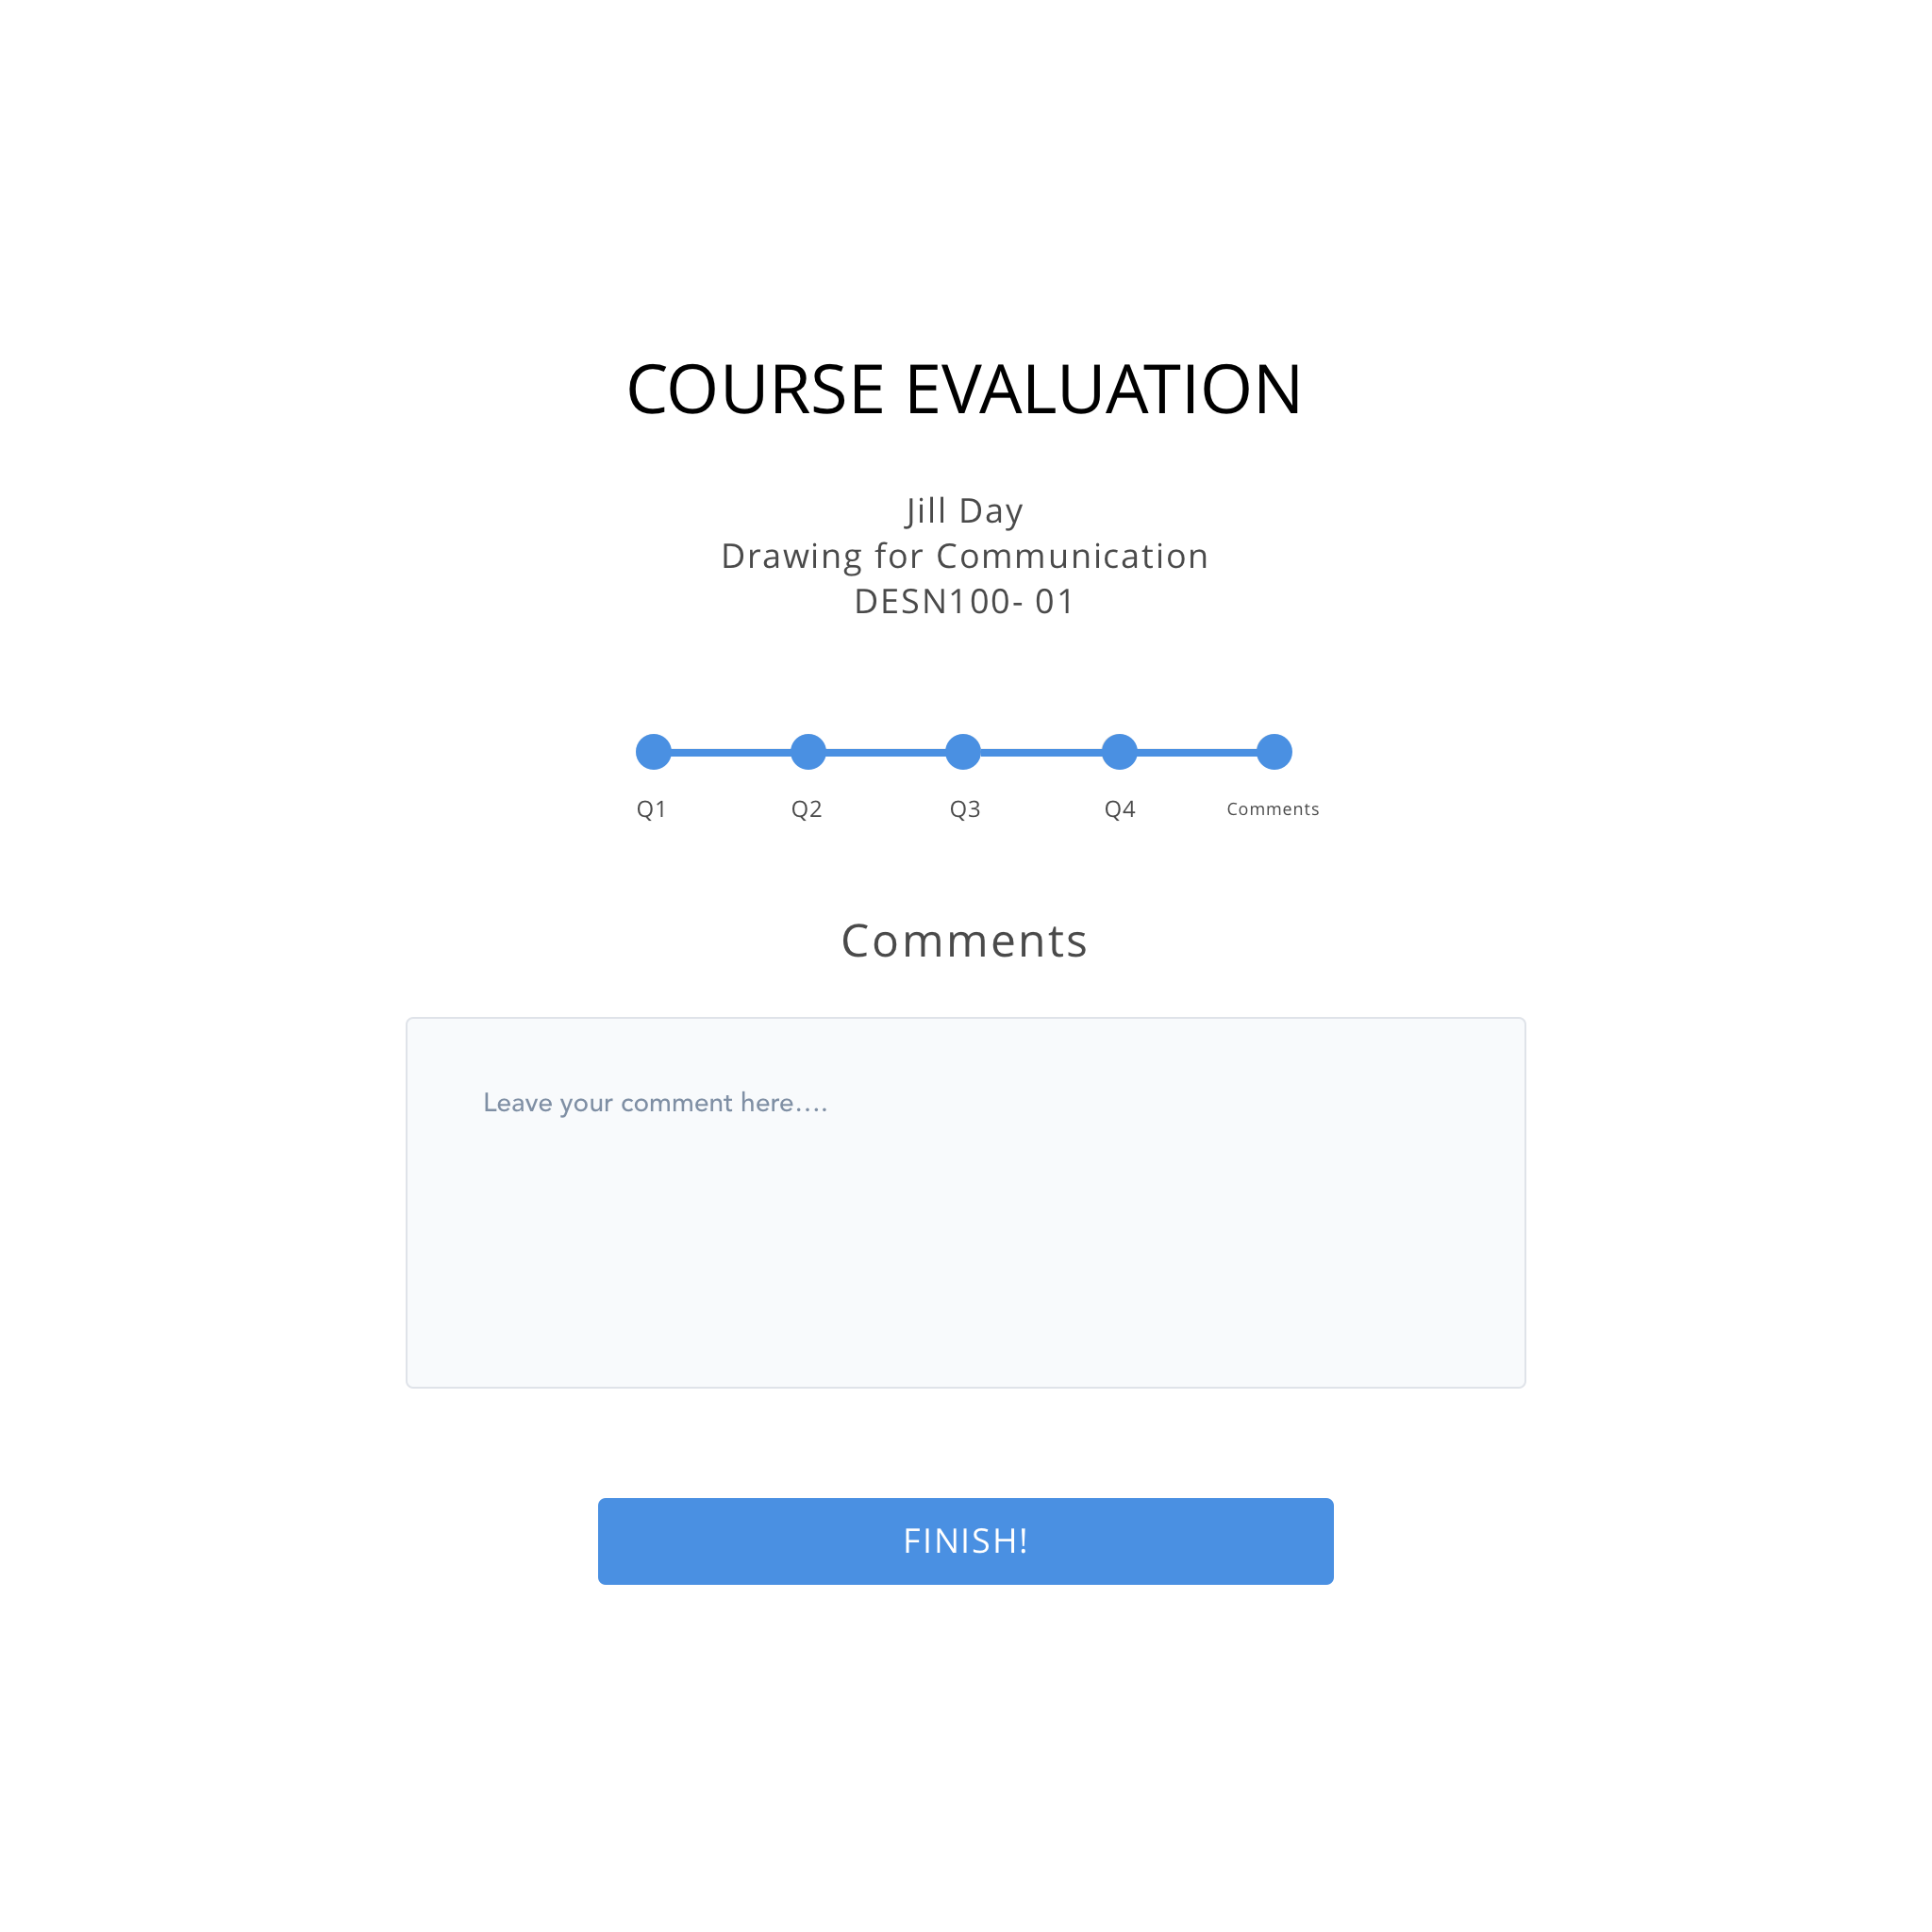 COURSE EVALUATION
Jill Day
Drawing for Communication
DESN100- 01
Q1 Q2 Q3 Q4 Comments
Comments
Leave your comment here....
FINISH!